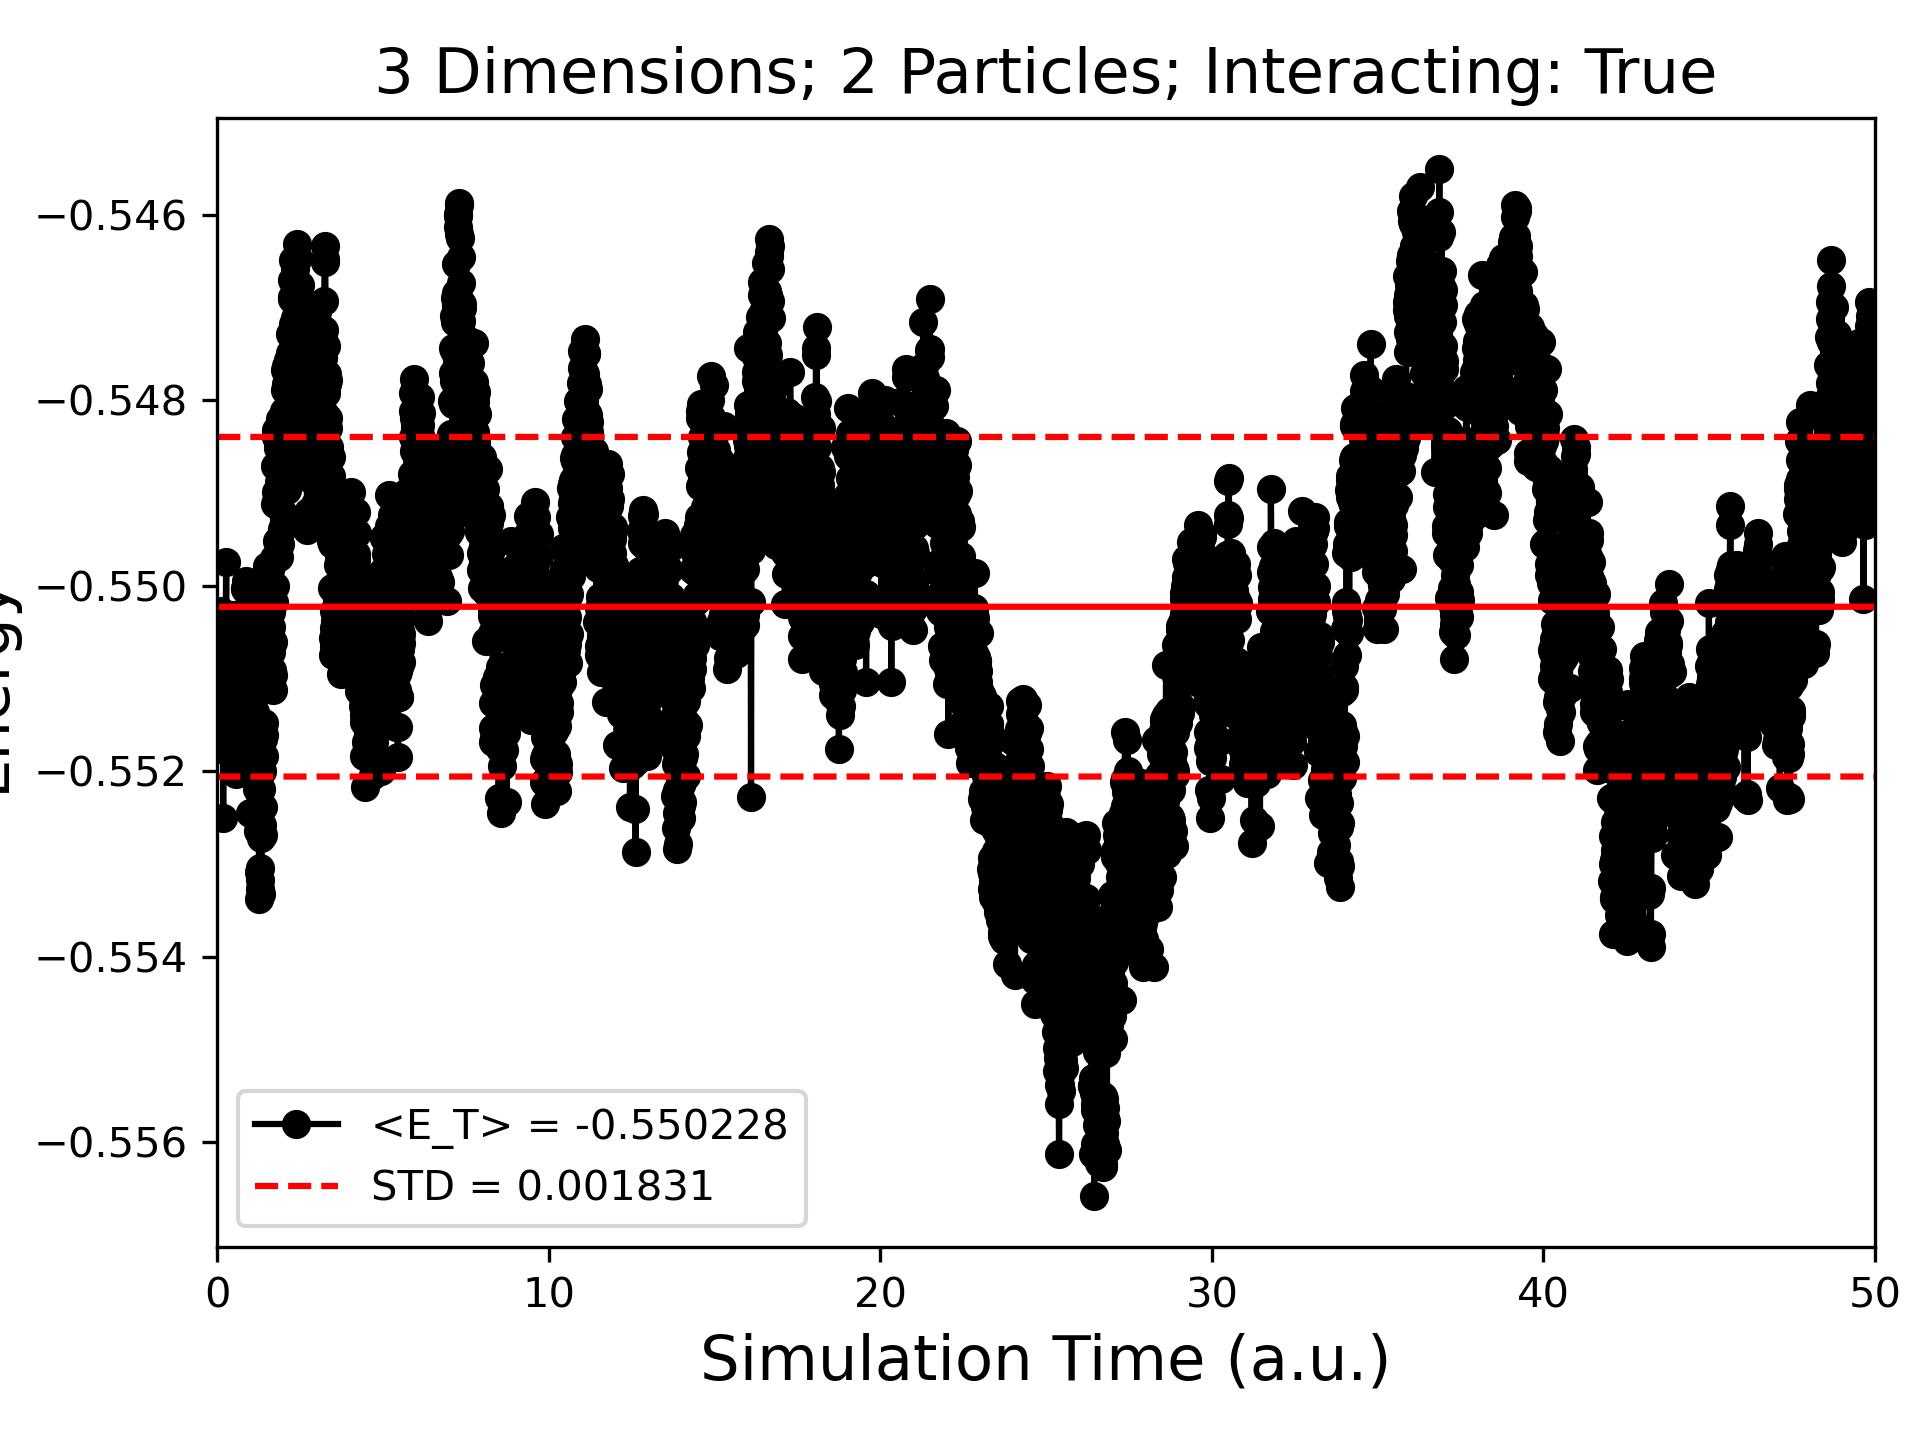 3 Dimensions; 2 Particles; Interacting: True
Energy
−0.546
−0.548
−0.550
−0.552
−0.554
−0.556
<E_T> = -0.550228
STD = 0.001831
0 10 20 30 40 50
Simulation Time (a.u.)